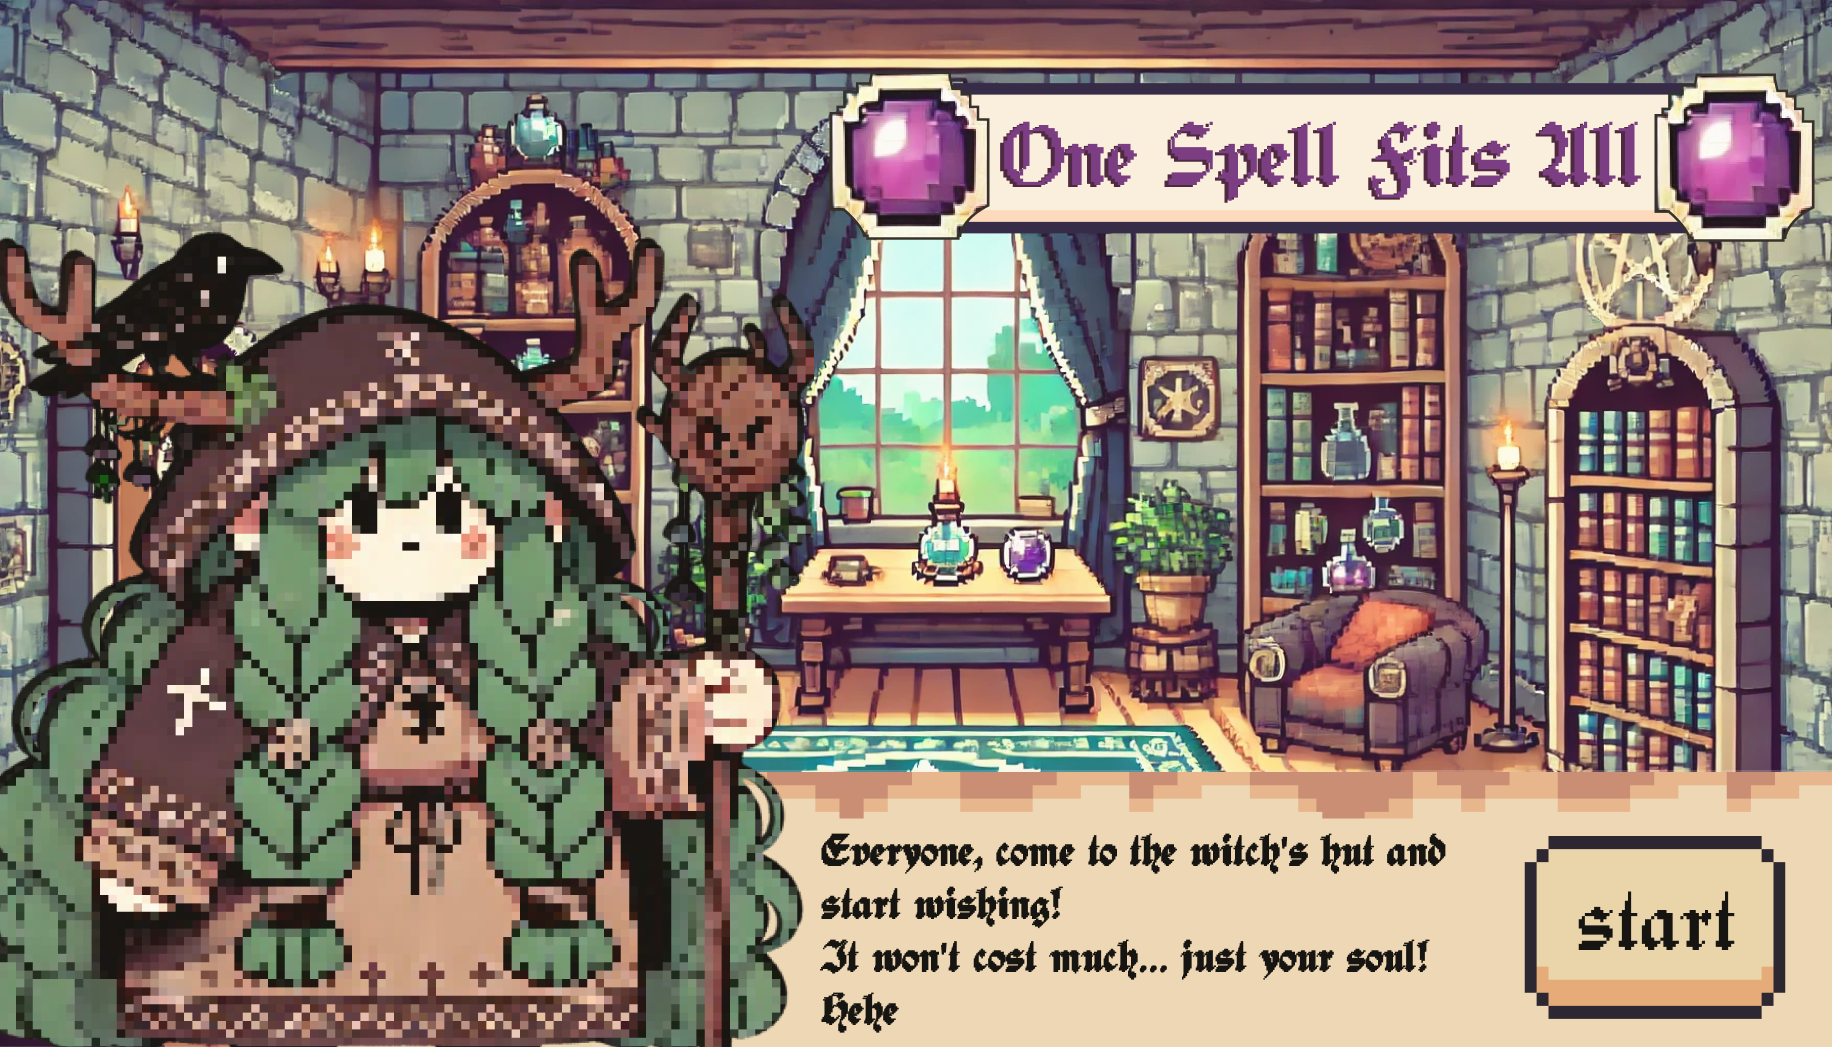 One Spell Fits All
Everyone, come to the witch's hut and
start wishing!
It won't cost much... just your soul!
Hehe
start